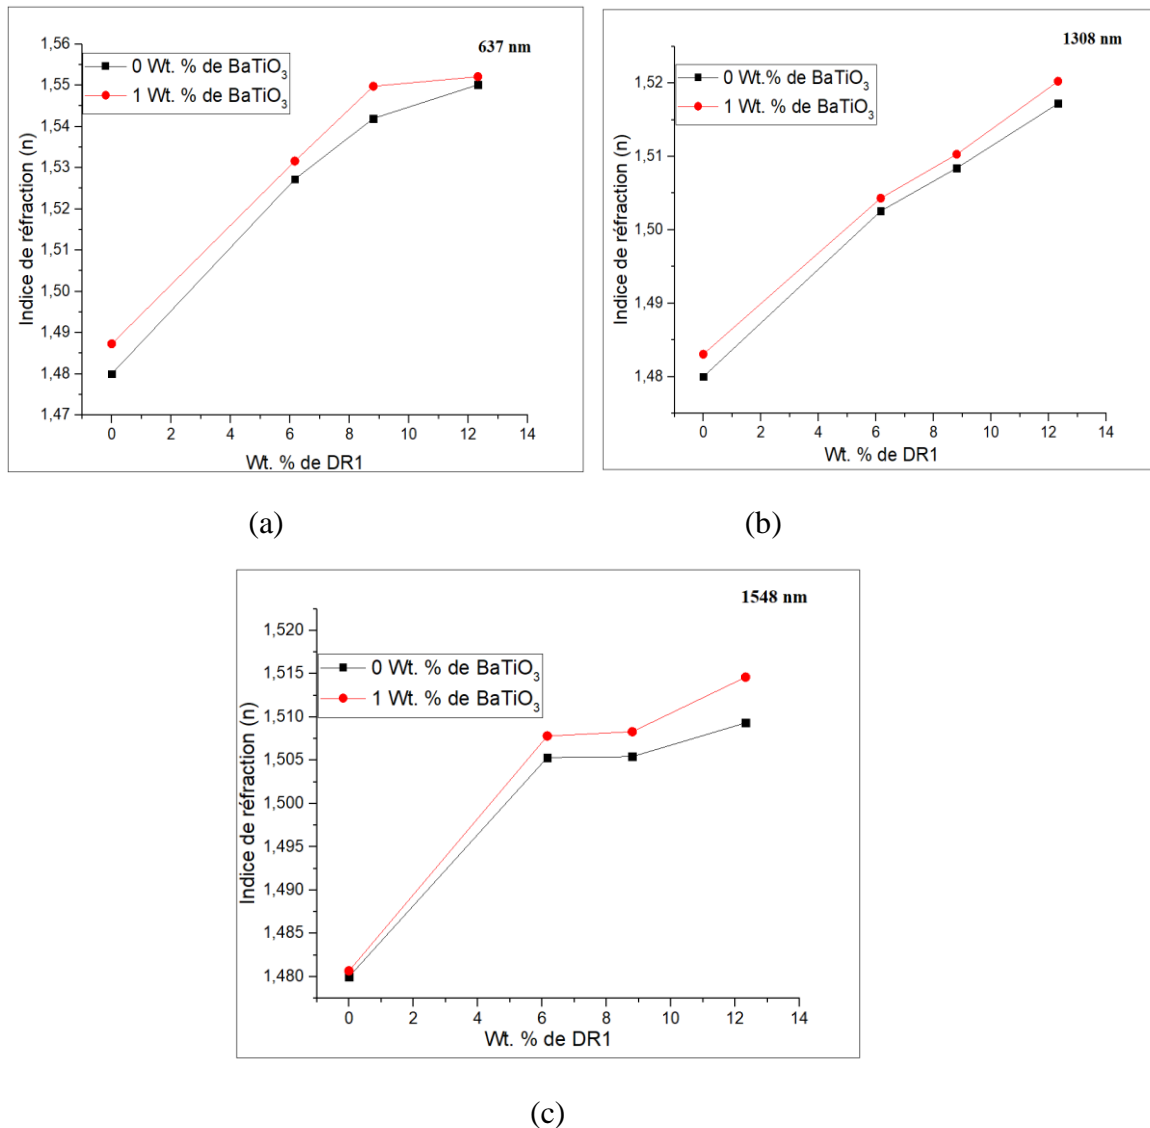 637 nm
0 Wt. % de BaTiO3
1 Wt. % de BaTiO3
Indice de réfraction (n)
1,56
1,55
1,54
1,53
1,52
1,51
1,50
1,49
1,48
1,47
0 2 4 6 8 10 12 14
Wt. % de DR1
(a)
1308 nm
0 Wt.% de BaTiO3
1 Wt. % de BaTiO3
Indice de réfraction (n)
1,52
1,51
1,50
1,49
1,48
0 2 4 6 8 10 12 14
Wt. % de DR1
(b)
1548 nm
0 Wt. % de BaTiO3
1 Wt. % de BaTiO3
Indice de réfraction (n)
1,520
1,515
1,510
1,505
1,500
1,495
1,490
1,485
1,480
0 2 4 6 8 10 12 14
Wt. % de DR1
(c)